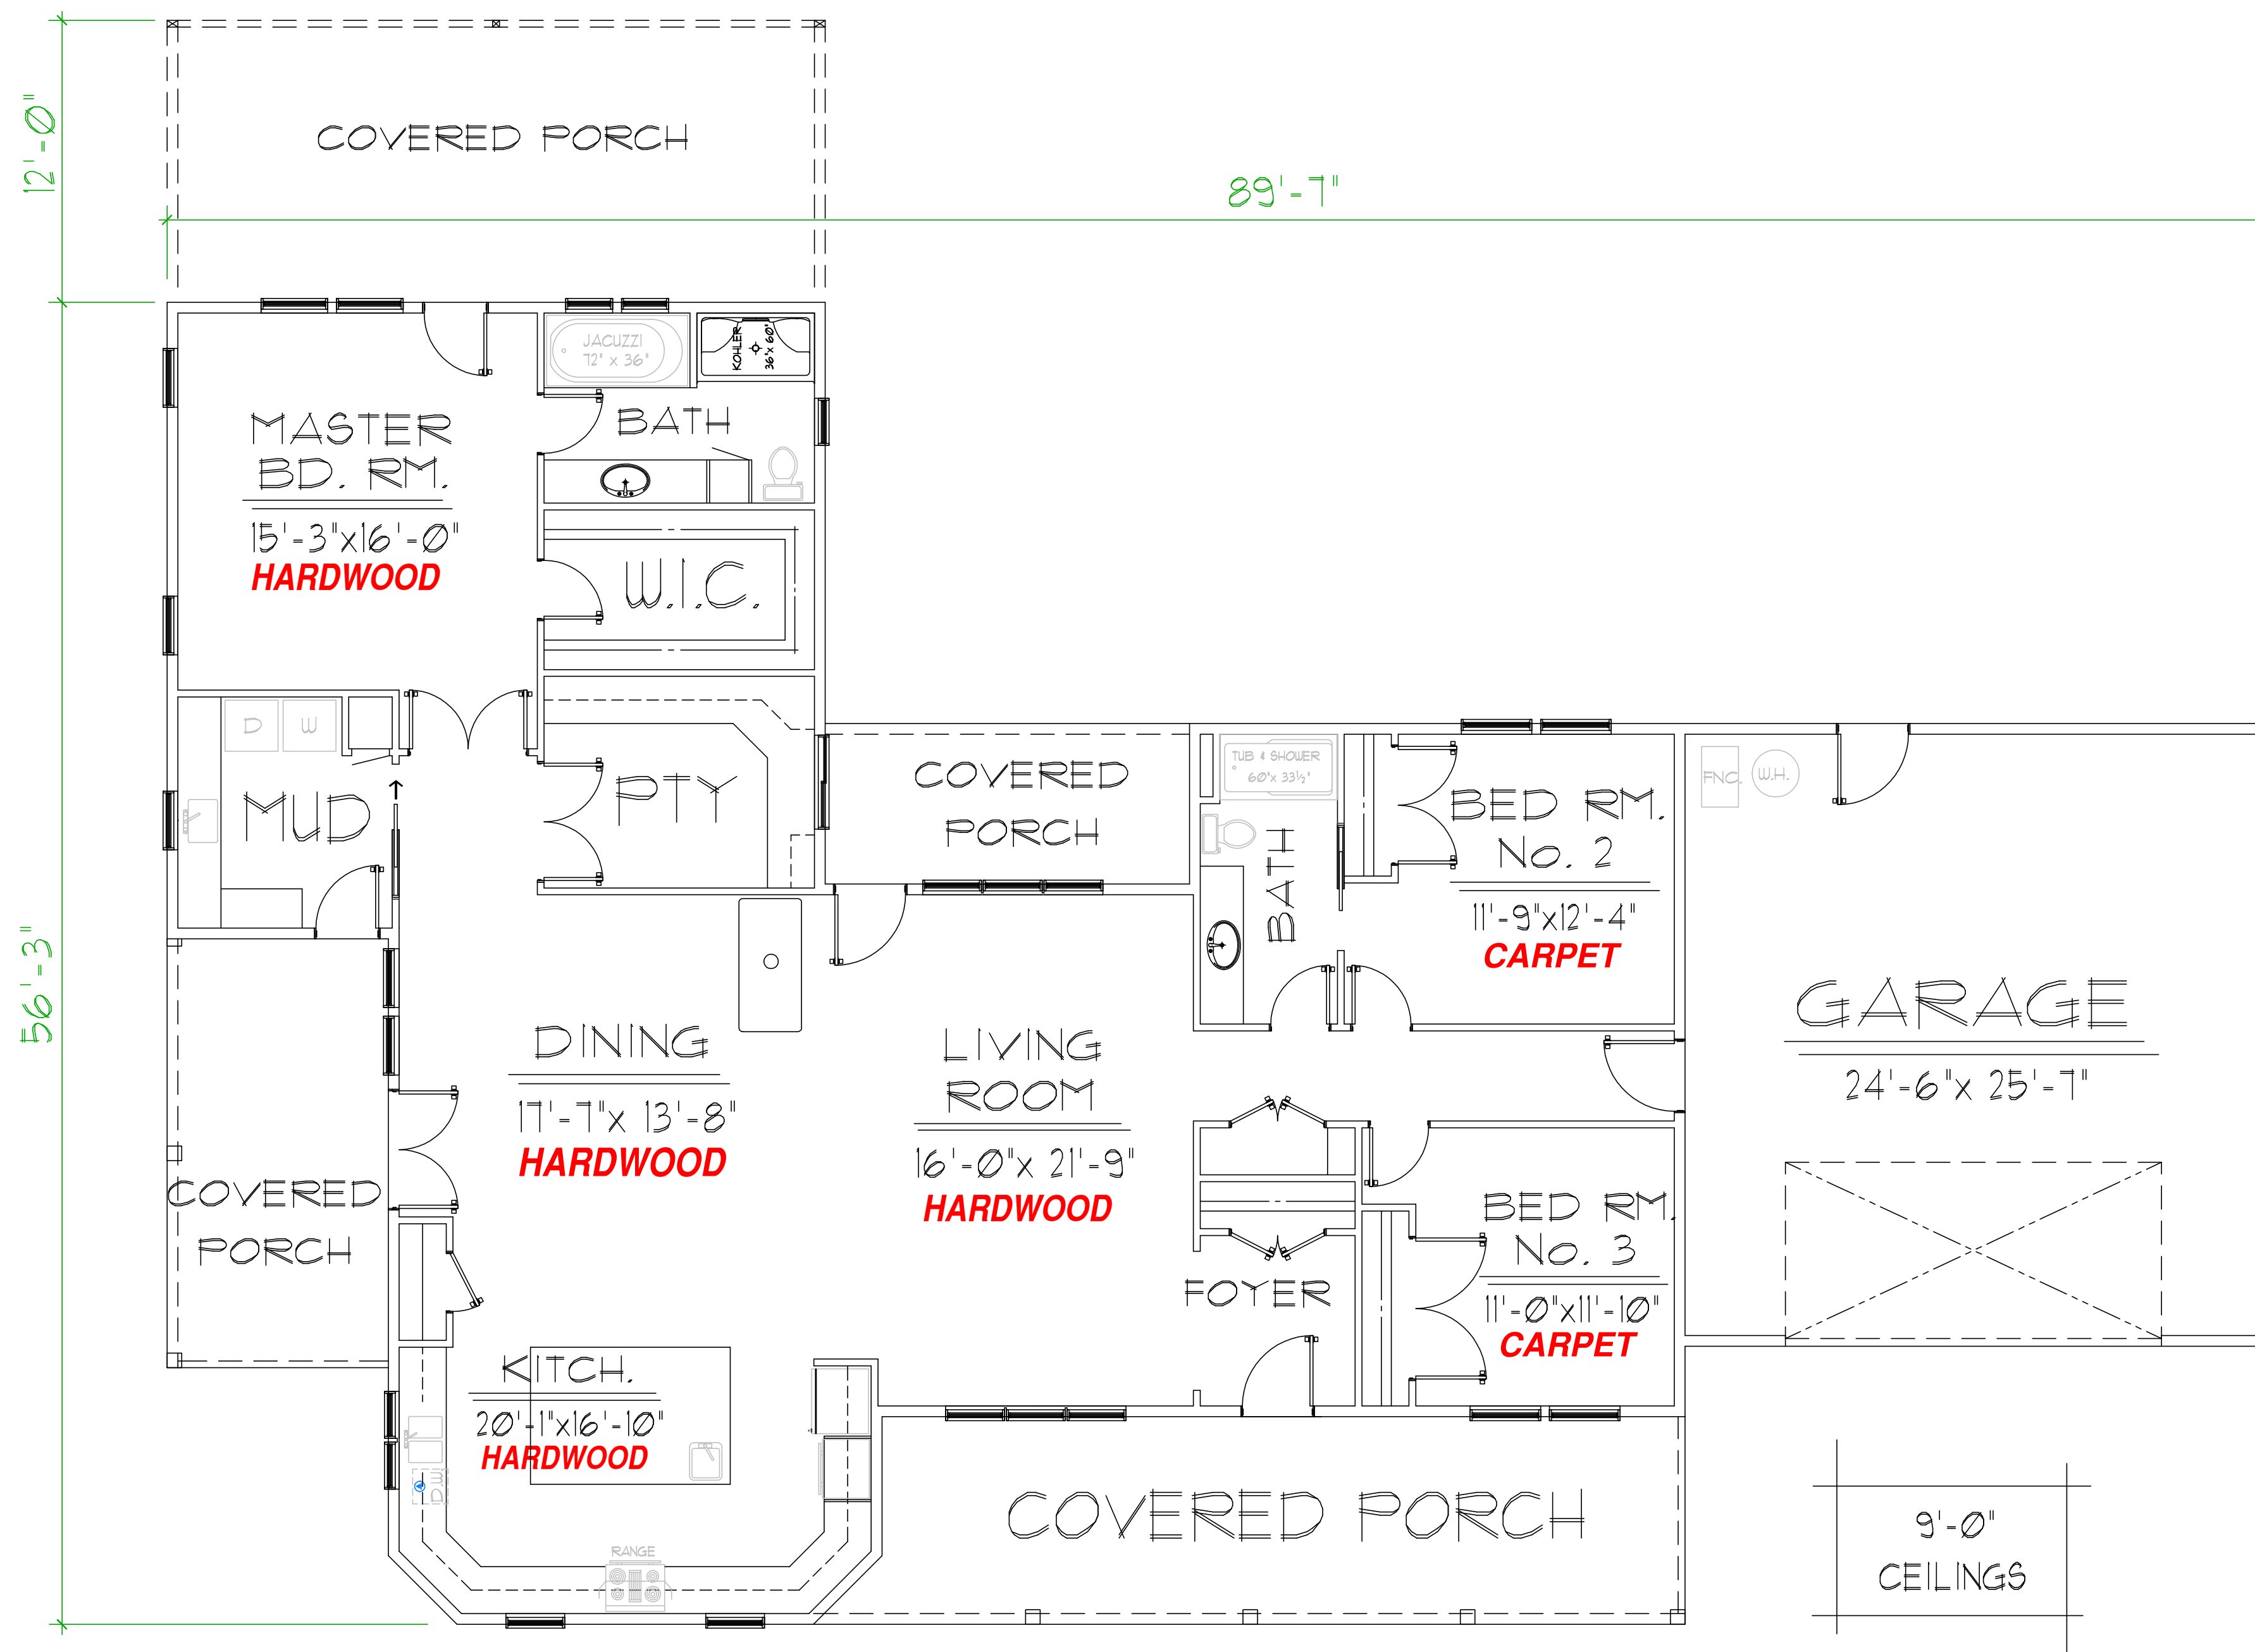 12'-0"
COVERED PORCH
89'-7"
JACUZZI
72" x 36"
KOHLER
36"x 60"
MASTER
BD. RM.
15'-3"x16'-0"
HARDWOOD
BATH
W.I.C.
D
W
MUD
PTY
COVERED
PORCH
TUB & SHOWER
60"x 33½"
BATH
BED RM.
No. 2
11'-9"x12'-4"
CARPET
FNC.
W.H.
GARAGE
24'-6"x 25'-7"
56'-3"
DINING
17'-7"x 13'-8"
HARDWOOD
LIVING
ROOM
16'-0"x 21'-9"
HARDWOOD
COVERED
PORCH
FOYER
BED RM.
No. 3
11'-0"x11'-10"
CARPET
KITCH.
20'-1"x16'-10"
HARDWOOD
D.W.
RANGE
COVERED PORCH
9'-0"
CEILINGS